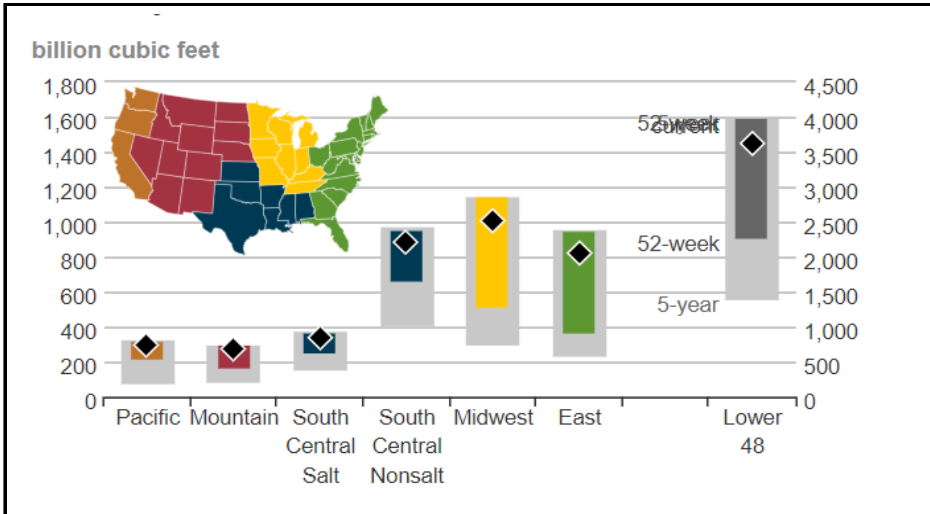 billion cubic feet
1,800
1,600
1,400
1,200
1,000
800
600
400
200
0
4,500
4,000
3,500
3,000
2,500
2,000
1,500
1,000
500
0
52-week
current
52-week
5-year
Pacific
Mountain
South
Central
Salt
South
Central
Nonsalt
Midwest
East
Lower
48